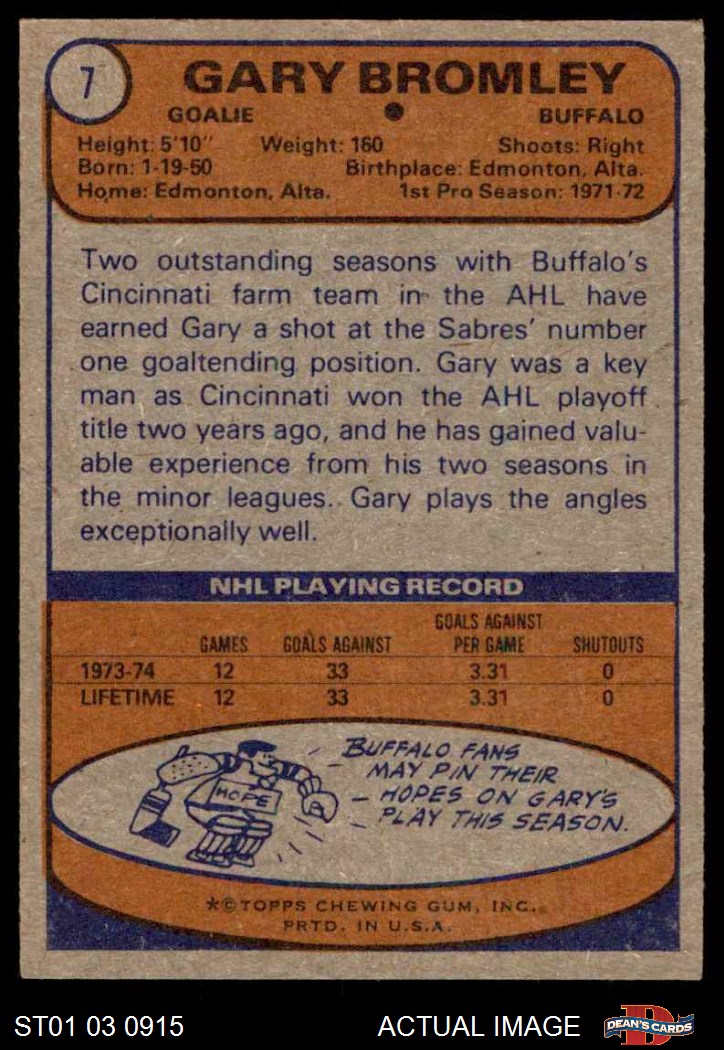 7
GARY BROMLEY
GOALIE BUFFALO
Height: 5'10" Weight: 160 Shoots: Right
Born: 1-19-50 Birthplace: Edmonton, Alta.
Home: Edmonton, Alta. 1st Pro Season: 1971-72
Two outstanding seasons with Buffalo's
Cincinnati farm team in the AHL have
earned Gary a shot at the Sabres' number
one goaltending position. Gary was a key
man as Cincinnati won the AHL playoff
title two years ago, and he has gained valu-
able experience from his two seasons in
the minor leagues. Gary plays the angles
exceptionally well.
NHL PLAYING RECORD
GAMES GOALS AGAINST GOALS AGAINST PER GAME SHUTOUTS
1973-74 12 33 3.31 0
LIFETIME 12 33 3.31 0
HOPE
BUFFALO FANS
MAY PIN THEIR
HOPES ON GARY'S
PLAY THIS SEASON.
*©TOPPS CHEWING GUM, INC.
PRTD. IN U.S.A.
ST01 03 0915 ACTUAL IMAGE DEAN'S CARDS